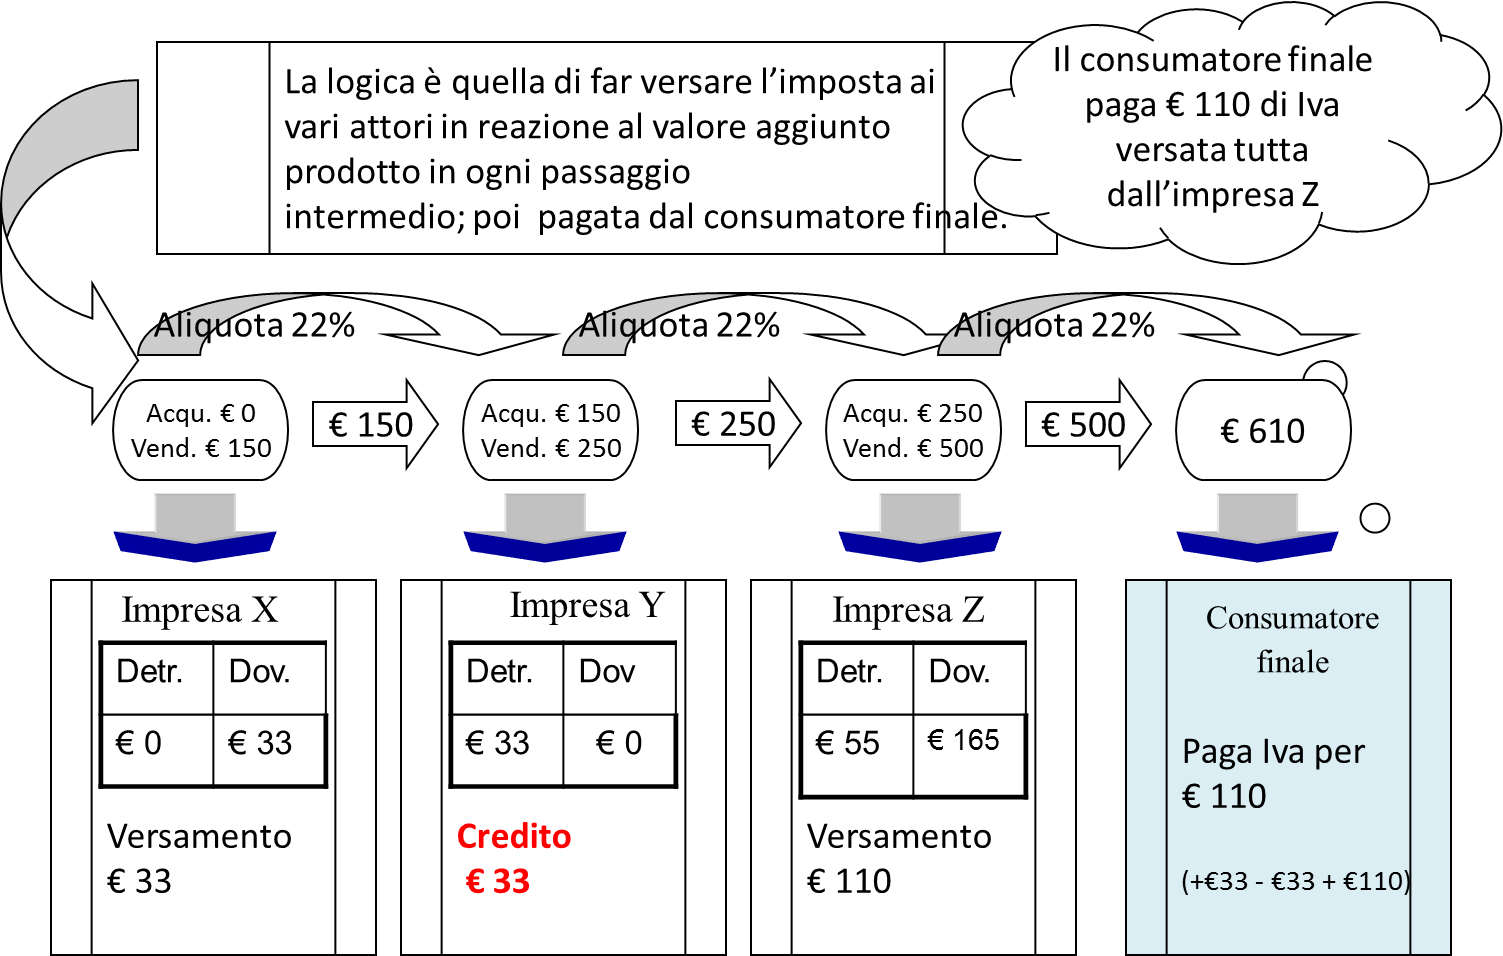 La logica è quella di far versare l’imposta ai
vari attori in reazione al valore aggiunto
prodotto in ogni passaggio
intermedio; poi  pagata dal consumatore finale.
Il consumatore finale
paga € 110 di Iva
versata tutta
dall’impresa Z
Aliquota 22%
Aliquota 22%
Aliquota 22%
Acqu. € 0
Vend. € 150
€ 150
Acqu. € 150
Vend. € 250
€ 250
Acqu. € 250
Vend. € 500
€ 500
€ 610
Impresa X
Detr. Dov.
€ 0 € 33
Versamento
€ 33
Impresa Y
Detr. Dov
€ 33 € 0
Credito
€ 33
Impresa Z
Detr. Dov.
€ 55 € 165
Versamento
€ 110
Consumatore
finale
Paga Iva per
€ 110
(+€33 - €33 + €110)